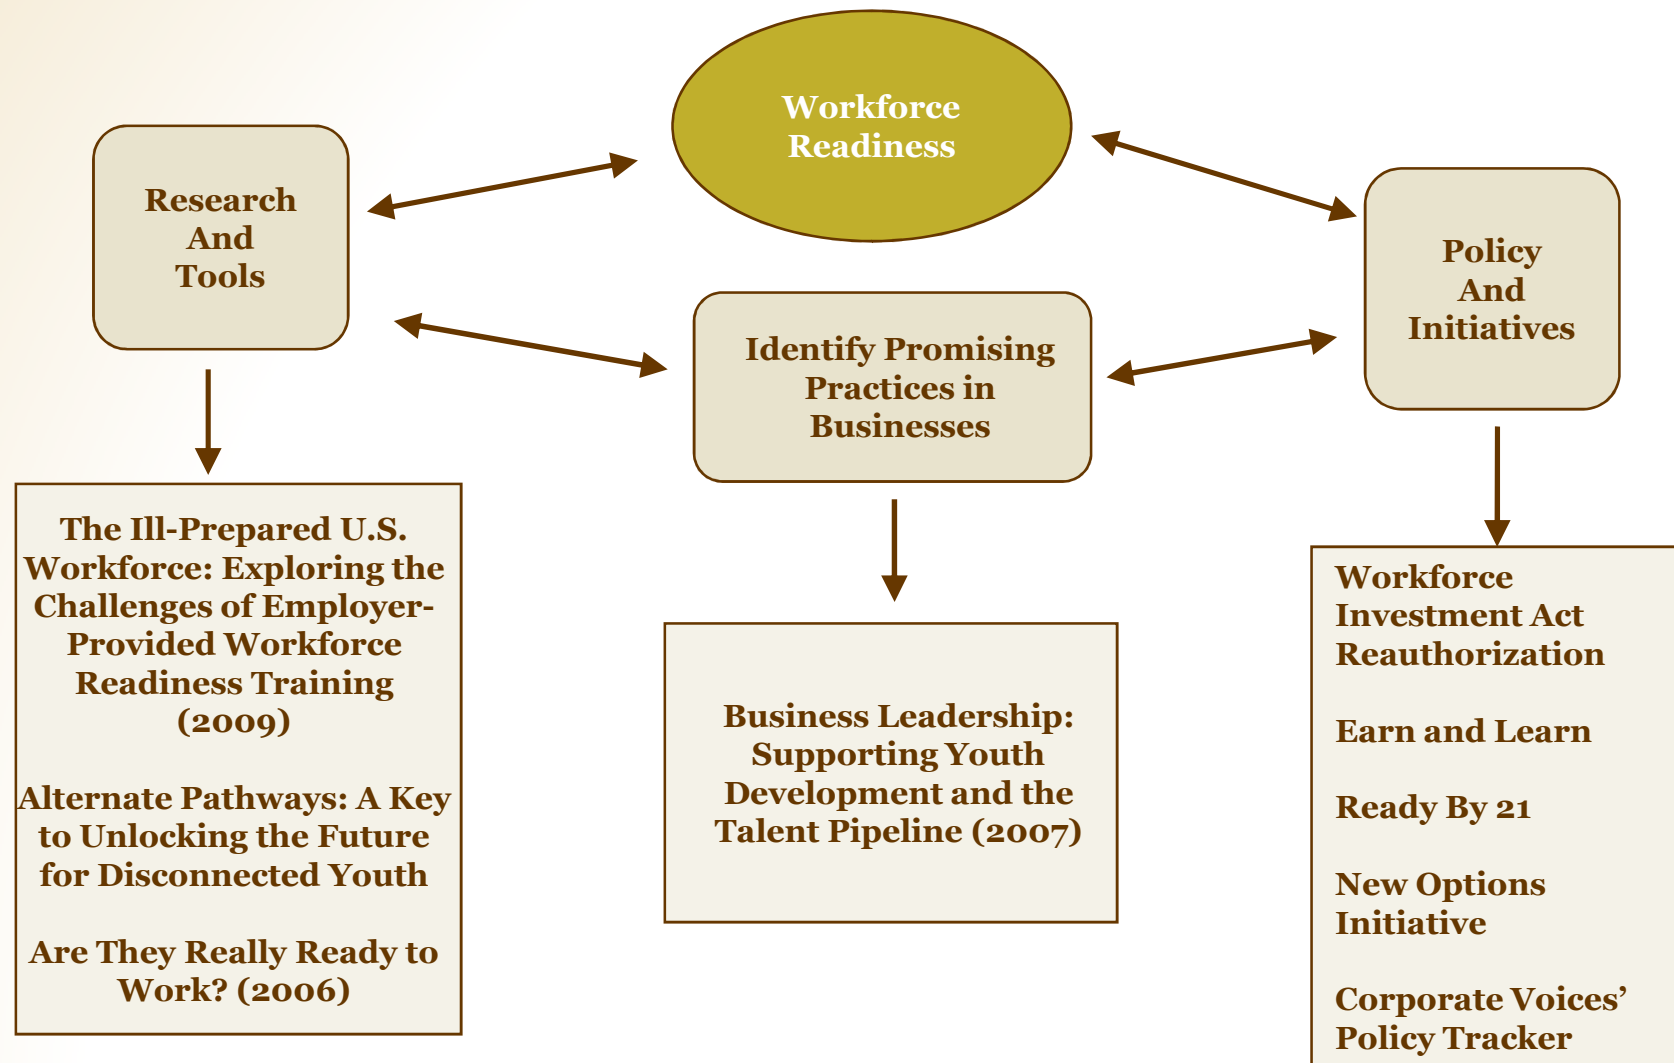 Workforce
Readiness
Research
And
Tools
Policy
And
Initiatives
Identify Promising
Practices in
Businesses
The Ill-Prepared U.S.
Workforce: Exploring the
Challenges of Employer-
Provided Workforce
Readiness Training
(2009)
Alternate Pathways: A Key
to Unlocking the Future
for Disconnected Youth
Are They Really Ready to
Work? (2006)
Business Leadership:
Supporting Youth
Development and the
Talent Pipeline (2007)
Workforce
Investment Act
Reauthorization
Earn and Learn
Ready By 21
New Options
Initiative
Corporate Voices’
Policy Tracker